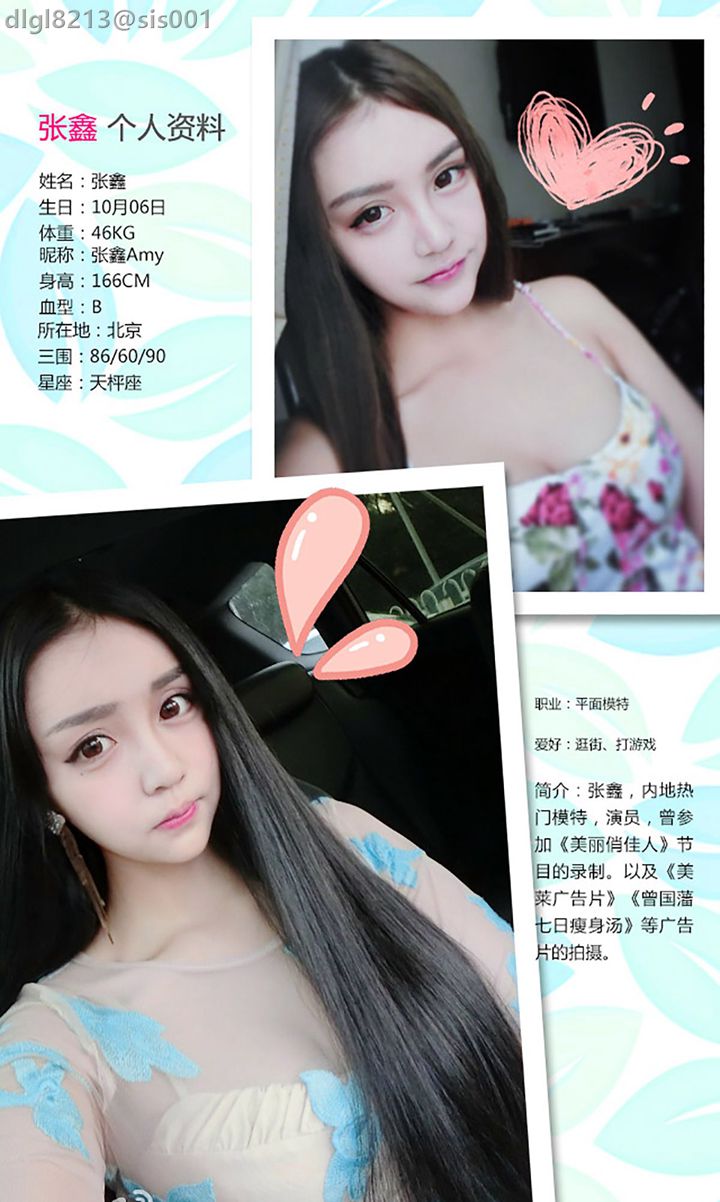 dlgl8213@sis001
张鑫 个人资料
姓名：张鑫
生日：10月06日
体重：46KG
昵称：张鑫Amy
身高：166CM
血型：B
所在地：北京
三围：86/60/90
星座：天枰座
职业：平面模特
爱好：逛街、打游戏
简介：张鑫，内地热
门模特，演员，曾参
加《美丽俏佳人》节
目的录制。以及《美
莱广告片》《曾国藩
七日瘦身汤》等广告
片的拍摄。